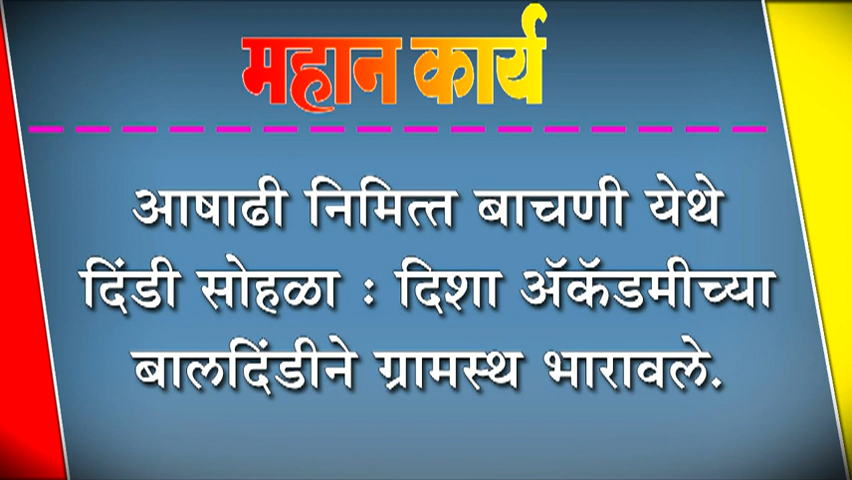 महान कार्य
आषाढी निमित्त बाचणी येथे
दिंडी सोहळा : दिशा ॲकॅडमीच्या
बालदिंडीने ग्रामस्थ भारावले.